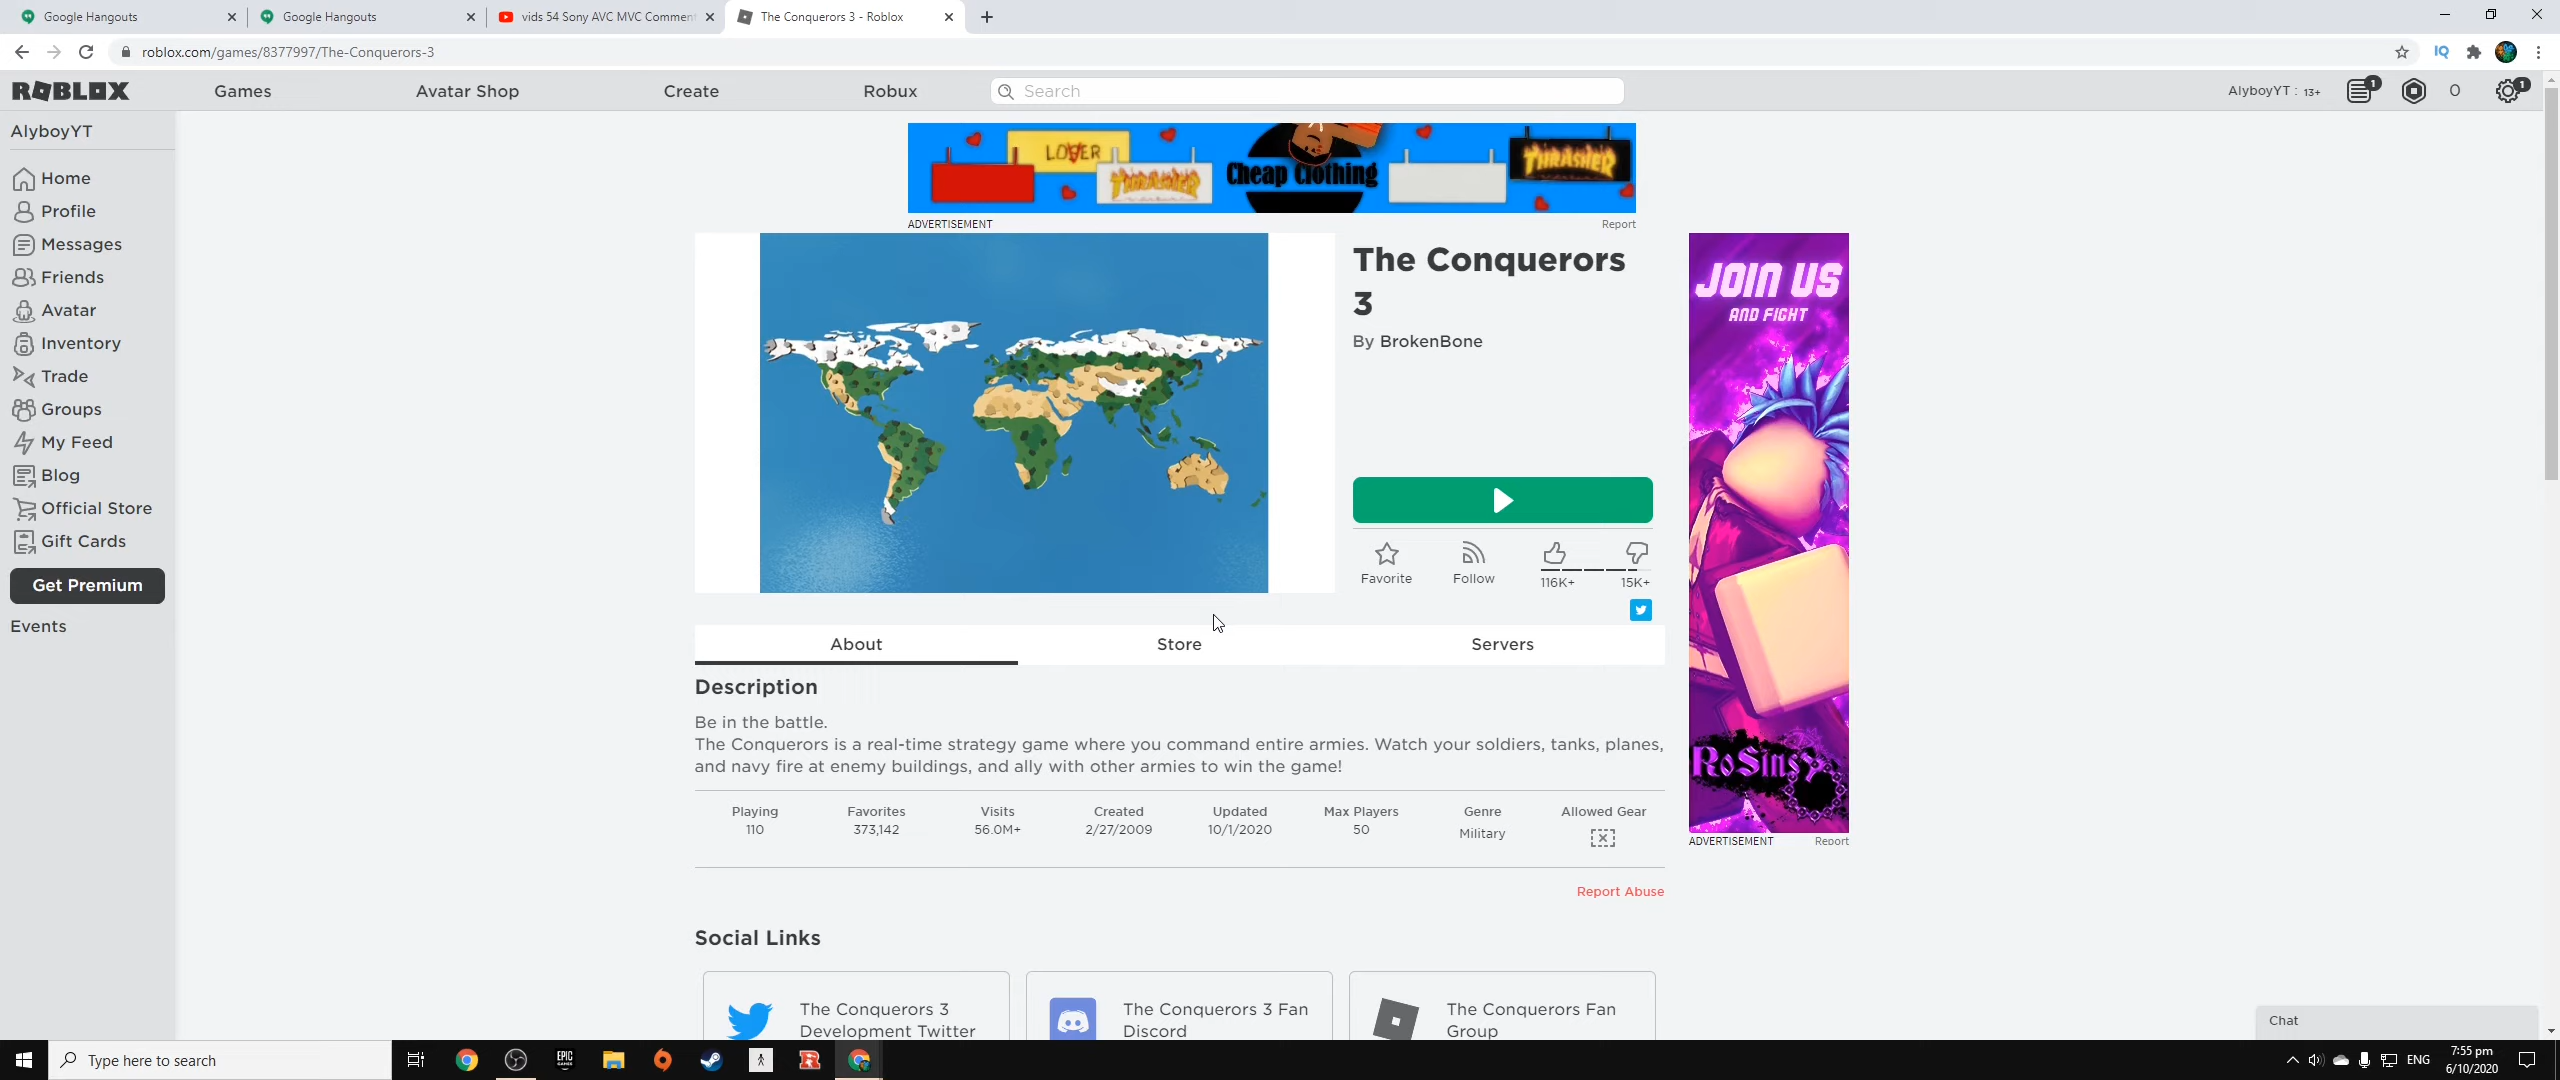 Google Hangouts
Google Hangouts
vids 54 Sony AVC MVC Comment
The Conquerors 3 - Roblox
roblox.com/games/8377997/The-Conquerors-3
IQ
ROBLOX
Games
Avatar Shop
Create
Robux
Search
AlyboyYT : 13+
1
0
1
AlyboyYT
Home
Profile
Messages
Friends
Avatar
Inventory
Trade
Groups
My Feed
Blog
Official Store
Gift Cards
Get Premium
Events
LOVER
THRASHER
Cheap Clothing
THRASHER
ADVERTISEMENT
Report
The Conquerors
3
By BrokenBone
Favorite
Follow
116K+
15K+
JOIN US
AND FIGHT
RoSins
ADVERTISEMENT
Report
About
Store
Servers
Description
Be in the battle.
The Conquerors is a real-time strategy game where you command entire armies. Watch your soldiers, tanks, planes,
and navy fire at enemy buildings, and ally with other armies to win the game!
Playing
Favorites
Visits
Created
Updated
Max Players
Genre
Allowed Gear
110
373,142
56.0M+
2/27/2009
10/1/2020
50
Military
Report Abuse
Social Links
The Conquerors 3
Development Twitter
The Conquerors 3 Fan
Discord
The Conquerors Fan
Group
Chat
Type here to search
EPIC
GAMES
ENG
7:55 pm
6/10/2020